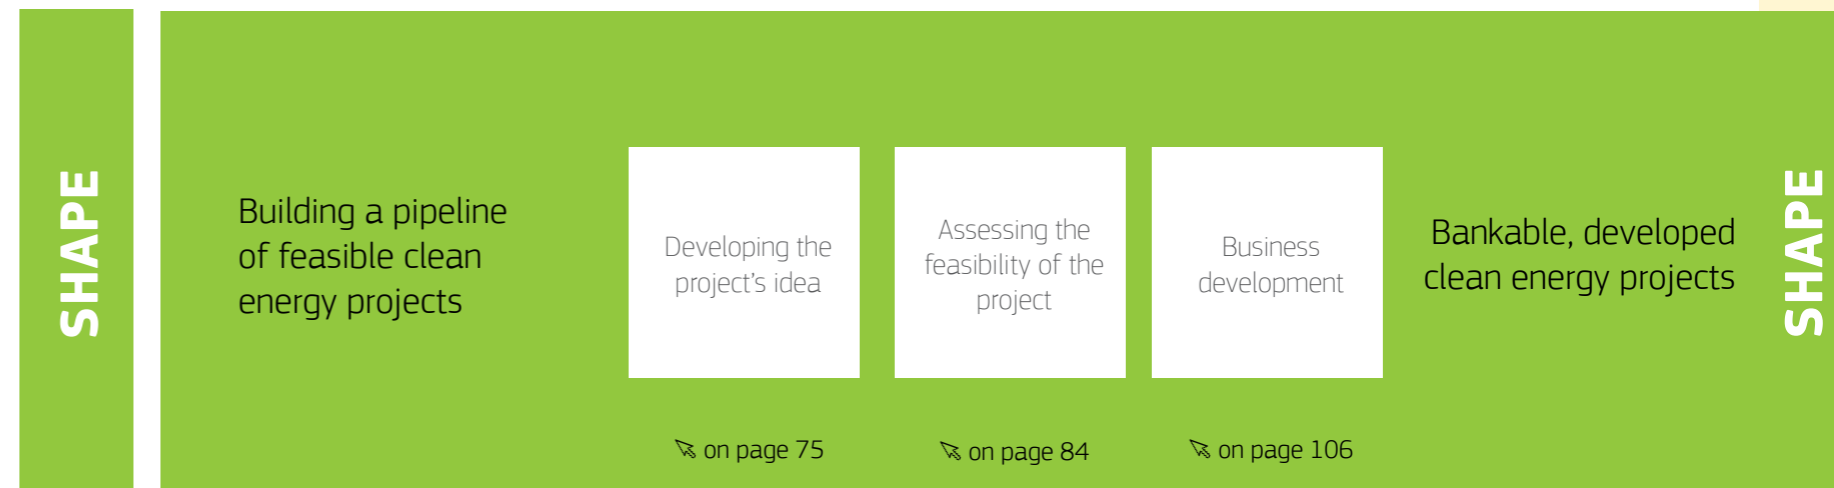 SHAPE
Building a pipeline
of feasible clean
energy projects
Developing the
project’s idea
on page 75
Assessing the
feasibility of the
project
on page 84
Business
development
on page 106
Bankable, developed
clean energy projects
SHAPE